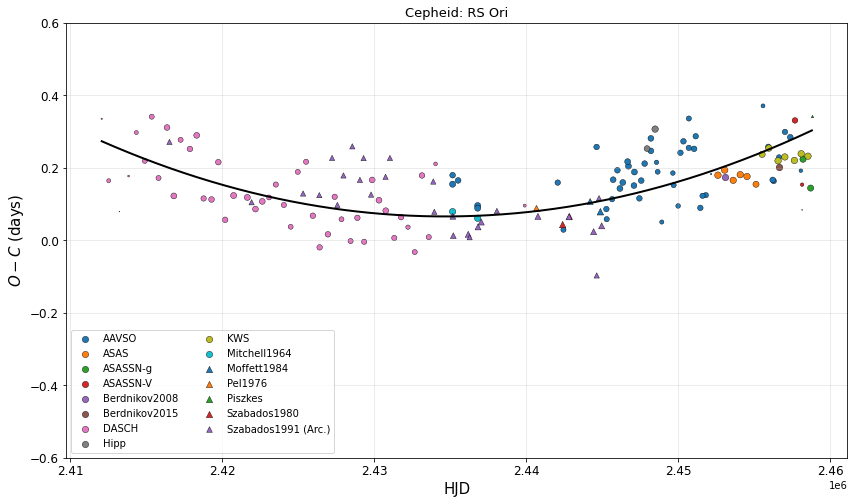 Cepheid: RS Ori
0.6
0.4
0.2
0.0
−0.2
−0.4
−0.6
O − C (days)
AAVSO
ASAS
ASASSN-g
ASASSN-V
Berdnikov2008
Berdnikov2015
DASCH
Hipp
KWS
Mitchell1964
Moffett1984
Pel1976
Piszkes
Szabados1980
Szabados1991 (Arc.)
2.41 2.42 2.43 2.44 2.45 2.46
1e6
HJD